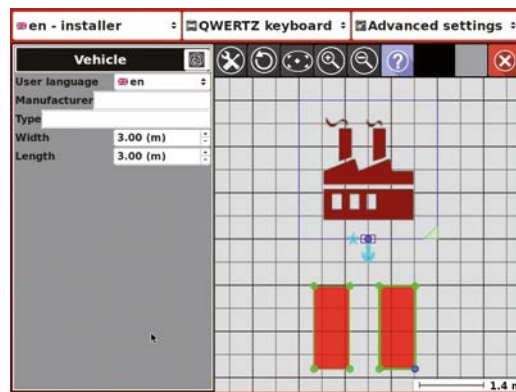 en - installer
QWERTZ keyboard
Advanced settings
Vehicle
User language en
Manufacturer
Type
Width 3.00 (m)
Length 3.00 (m)
?
1.4 m